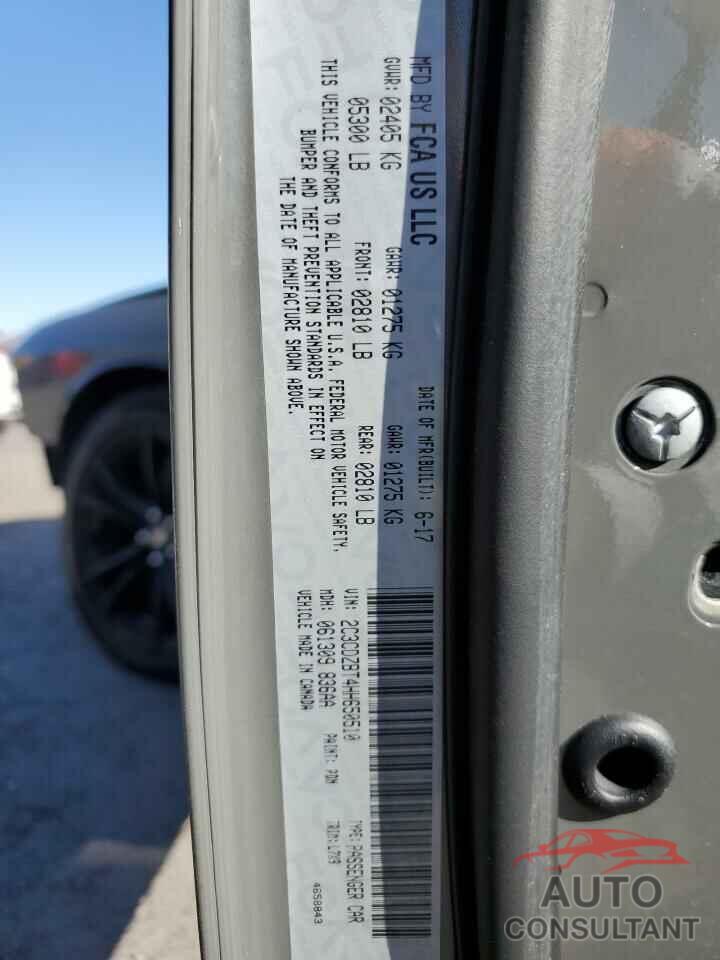 MFD BY FCA US LLC
DATE OF MFR(BUILT): 6-17
GVWR: 02405 KG
GAWR: 01275 KG
GAWR: 01275 KG
05300 LB
FRONT: 02810 LB
REAR: 02810 LB
THIS VEHICLE CONFORMS TO ALL APPLICABLE U.S.A. FEDERAL MOTOR VEHICLE SAFETY,
BUMPER AND THEFT PREVENTION STANDARDS IN EFFECT ON
THE DATE OF MANUFACTURE SHOWN ABOVE.
VIN: 2C3CDZBT4HH650510
TYPE: PASSENGER CAR
MDH: 061309 836AA
PAINT: PDN
TRIM: L7X9
VEHICLE MADE IN CANADA
4658843
AUTO
CONSULTANT